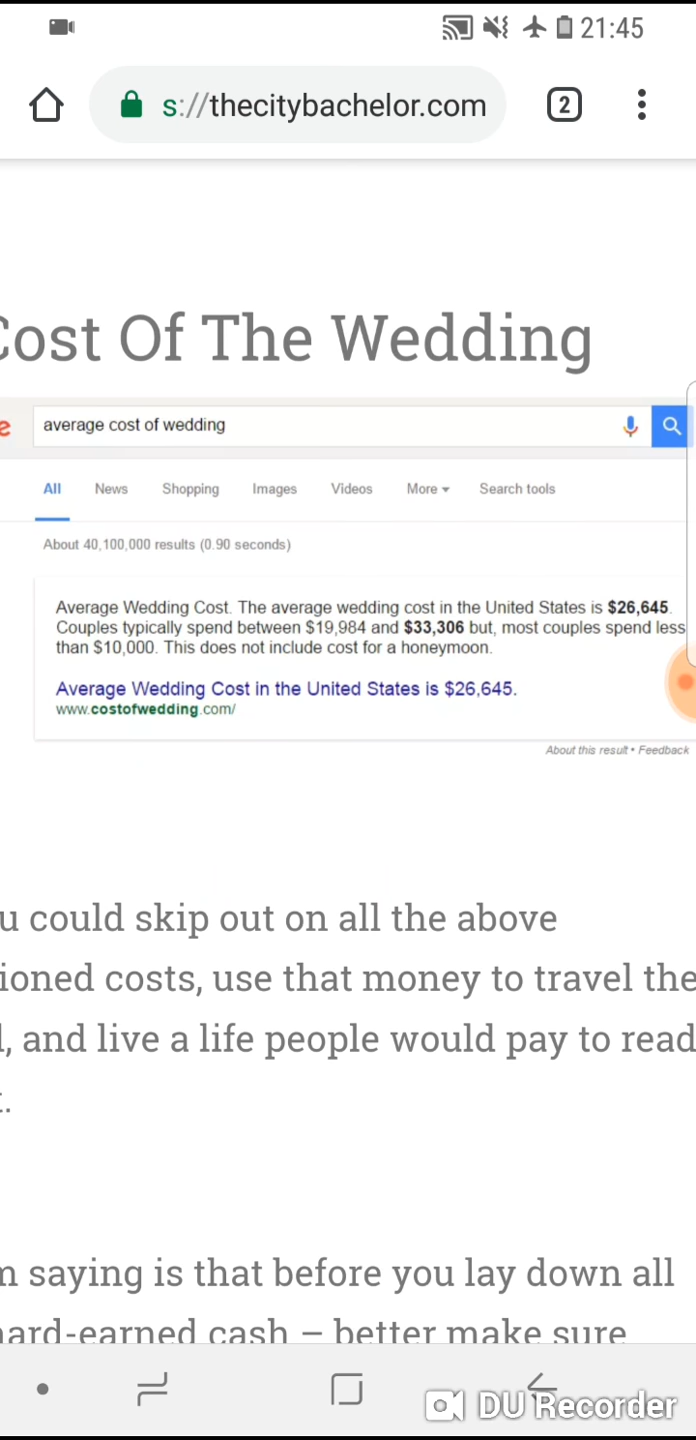 21:45
s://thecitybachelor.com
2
Cost Of The Wedding
e
average cost of wedding
All News Shopping Images Videos More Search tools
About 40,100,000 results (0.90 seconds)
Average Wedding Cost. The average wedding cost in the United States is $26,645.
Couples typically spend between $19,984 and $33,306 but, most couples spend less
than $10,000. This does not include cost for a honeymoon.
Average Wedding Cost in the United States is $26,645.
www.costofwedding.com/
About this result • Feedback
u could skip out on all the above
ioned costs, use that money to travel the
l, and live a life people would pay to read
t.
m saying is that before you lay down all
hard-earned cash – better make sure
DU Recorder